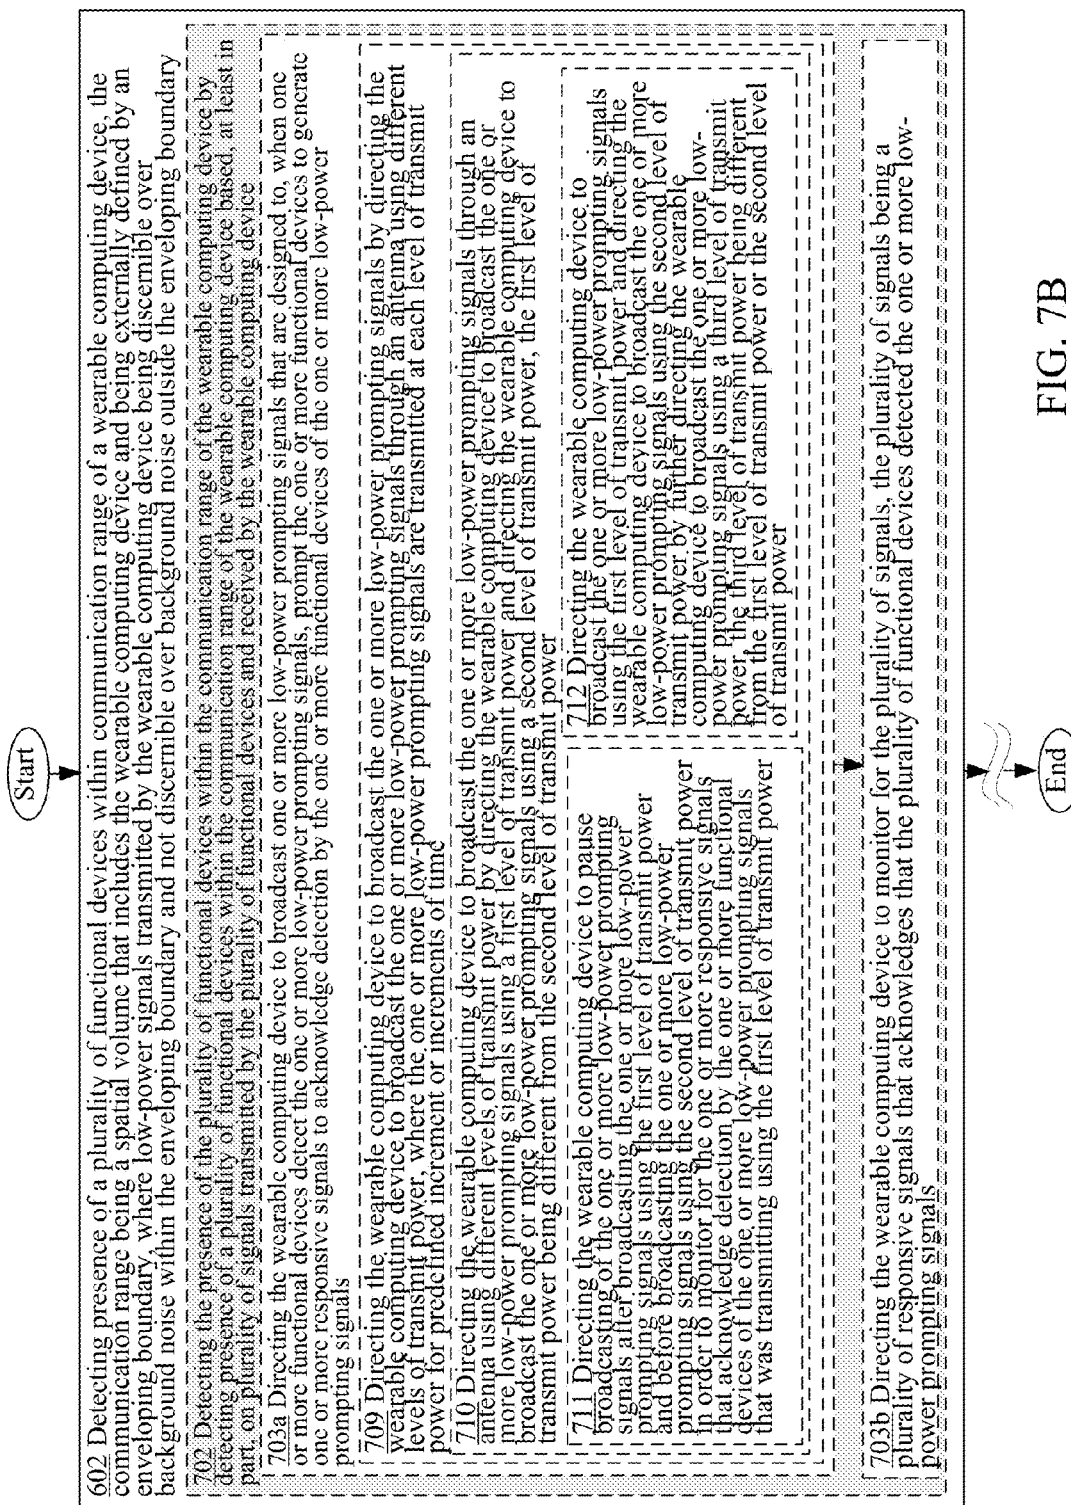 Start
602 Detecting presence of a plurality of functional devices within communication range of a wearable computing device, the
communication range being a spatial volume that includes the wearable computing device and being externally defined by an
enveloping boundary, where low-power signals transmitted by the wearable computing device being discernible over
background noise within the enveloping boundary and not discernible over background noise outside the enveloping boundary
702 Detecting the presence of the plurality of functional devices within the communication range of the wearable computing device by
detecting presence of a plurality of functional devices within the communication range of the wearable computing device based, at least in
part, on plurality of signals transmitted by the plurality of functional devices and received by the wearable computing device
703a Directing the wearable computing device to broadcast one or more low-power prompting signals that are designed to, when one
or more functional devices detect the one or more low-power prompting signals, prompt the one or more functional devices to generate
one or more responsive signals to acknowledge detection by the one or more functional devices of the one or more low-power
prompting signals
709 Directing the wearable computing device to broadcast the one or more low-power prompting signals by directing the
wearable computing device to broadcast the one or more low-power prompting signals through an antenna using different
levels of transmit power, where the one or more low-power prompting signals are transmitted at each level of transmit
power for predefined increment or increments of time
710 Directing the wearable computing device to broadcast the one or more low-power prompting signals through an
antenna using different levels of transmit power by directing the wearable computing device to broadcast the one or
more low-power prompting signals using a first level of transmit power and directing the wearable computing device to
broadcast the one or more low-power prompting signals using a second level of transmit power, the first level of
transmit power being different from the second level of transmit power
711 Directing the wearable computing device to pause
broadcasting of the one or more low-power prompting
signals after broadcasting the one or more low-power
prompting signals using the first level of transmit power
and before broadcasting the one or more low-power
prompting signals using the second level of transmit power
in order to monitor for the one or more responsive signals
that acknowledge detection by the one or more functional
devices of the one or more low-power prompting signals
that was transmitting using the first level of transmit power
712 Directing the wearable computing device to
broadcast the one or more low-power prompting signals
using the first level of transmit power and directing the
wearable computing device to broadcast the one or more
low-power prompting signals using the second level of
transmit power by further directing the wearable
computing device to broadcast the one or more low-
power prompting signals using a third level of transmit
power, the third level of transmit power being different
from the first level of transmit power or the second level
of transmit power
703b Directing the wearable computing device to monitor for the plurality of signals, the plurality of signals being a
plurality of responsive signals that acknowledges that the plurality of functional devices detected the one or more low-
power prompting signals
End
FIG. 7B